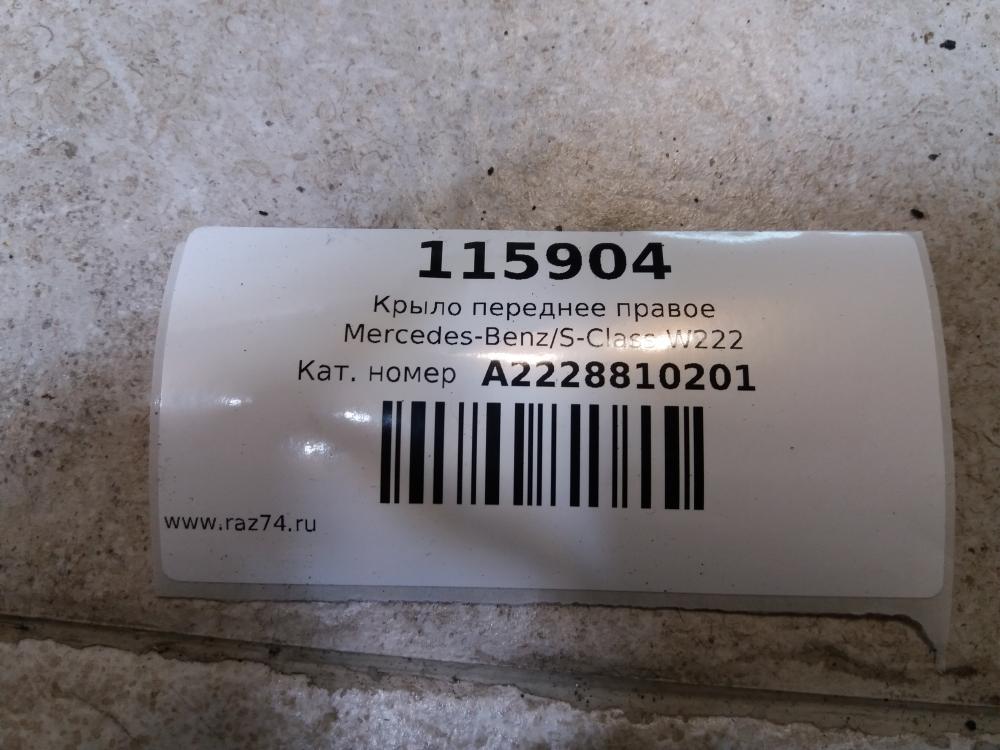 115904
Крыло переднее правое
Mercedes-Benz/S-Class W222
Кат. номер A2228810201
www.raz74.ru